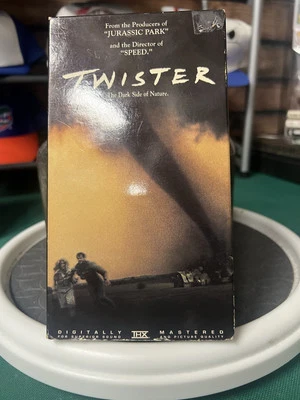 From the Producers of
"JURASSIC PARK"
and the Director of
"SPEED."
TWISTER
The Dark Side of Nature.
DIGITALLY THX MASTERED
FOR SUPERIOR SOUND AND PICTURE QUALITY